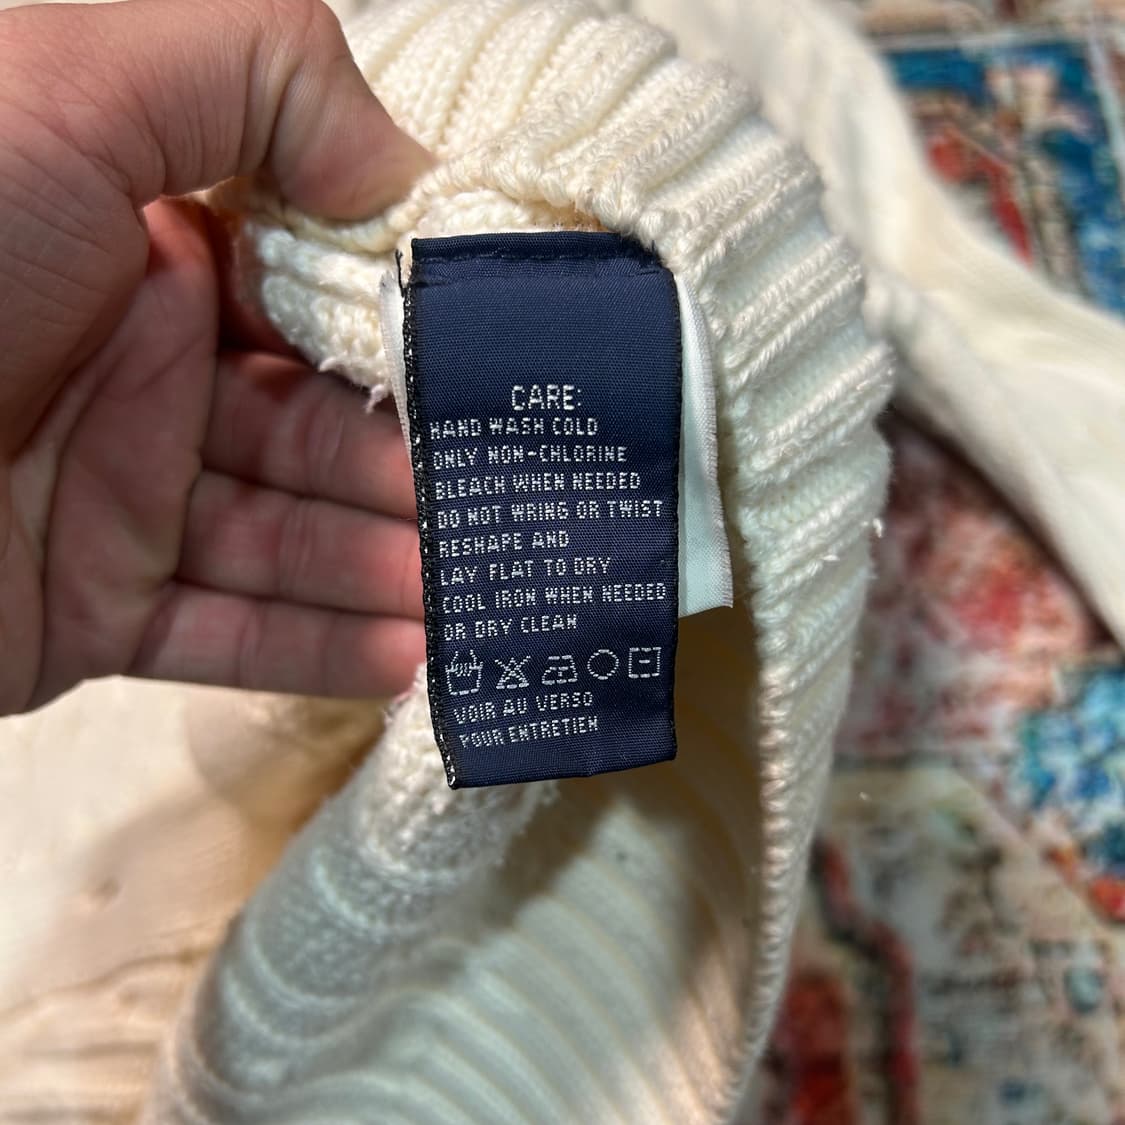 CARE:
HAND WASH COLD
ONLY NON-CHLORINE
BLEACH WHEN NEEDED
DO NOT WRING OR TWIST
RESHAPE AND
LAY FLAT TO DRY
COOL IRON WHEN NEEDED
OR DRY CLEAN
VOIR AU VERSO
POUR ENTRETIEN